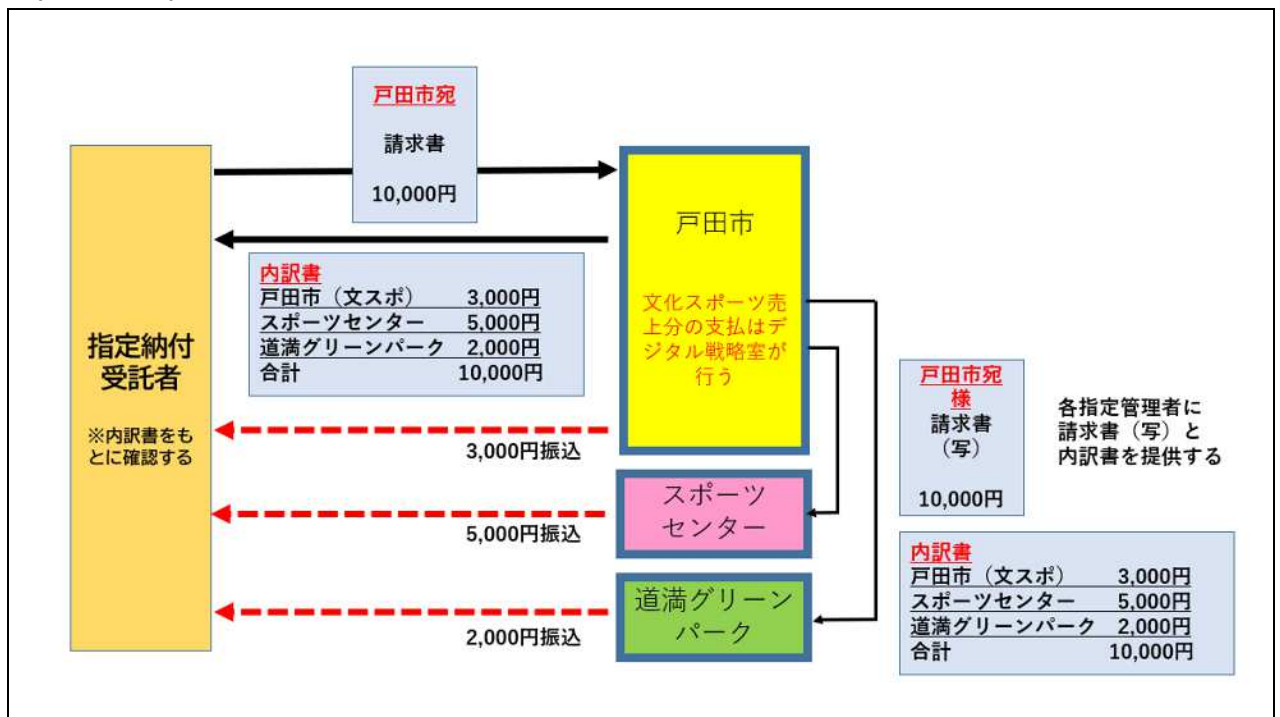 戸田市宛
請求書
10,000円
指定納付
受託者
※内訳書をも
とに確認する
内訳書
戸田市（文スポ） 3,000円
スポーツセンター 5,000円
道満グリーンパーク 2,000円
合計 10,000円
戸田市
文化スポーツ売
上分の支払はデ
ジタル戦略室が
行う
3,000円振込
スポーツ
センター
5,000円振込
道満グリーン
パーク
2,000円振込
戸田市宛
様
請求書
（写）
10,000円
各指定管理者に
請求書（写）と
内訳書を提供する
内訳書
戸田市（文スポ） 3,000円
スポーツセンター 5,000円
道満グリーンパーク 2,000円
合計 10,000円